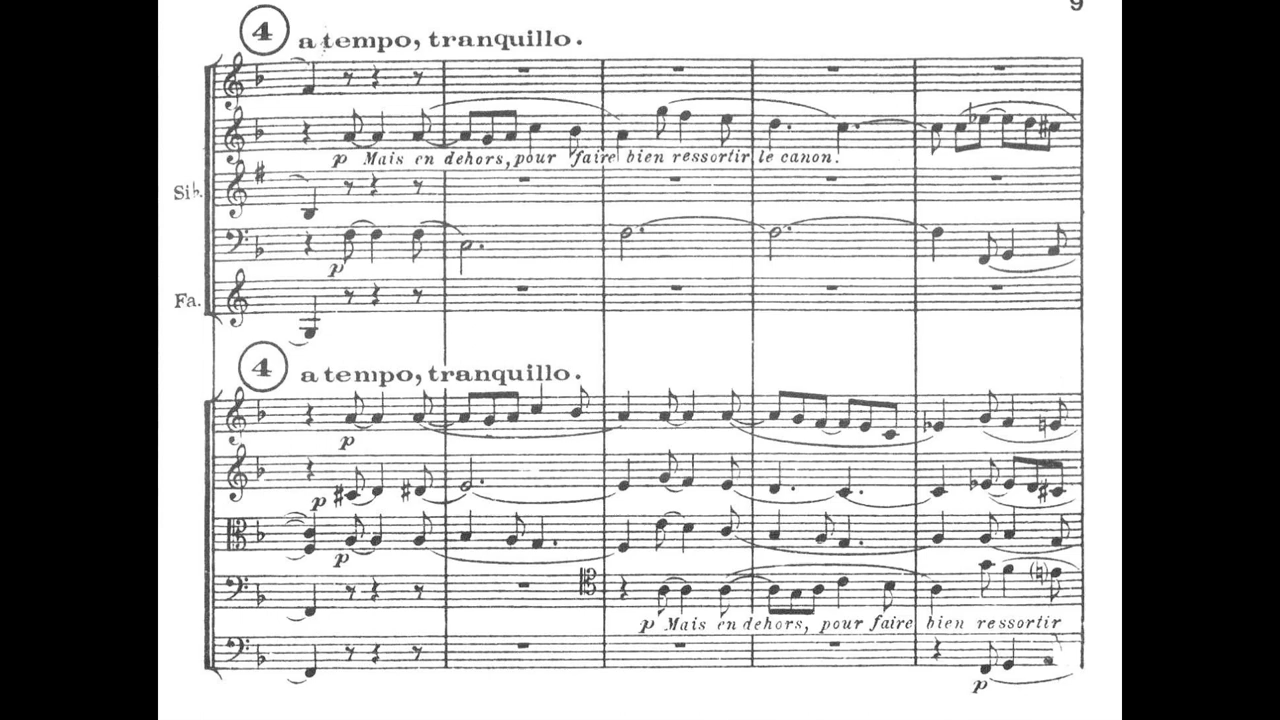 9
4 a tempo, tranquillo.
p Mais en dehors, pour faire bien ressortir le canon.
Sib.
p
Fa.
4 a tempo, tranquillo.
p
p
p
p Mais en dehors, pour faire bien ressortir
p